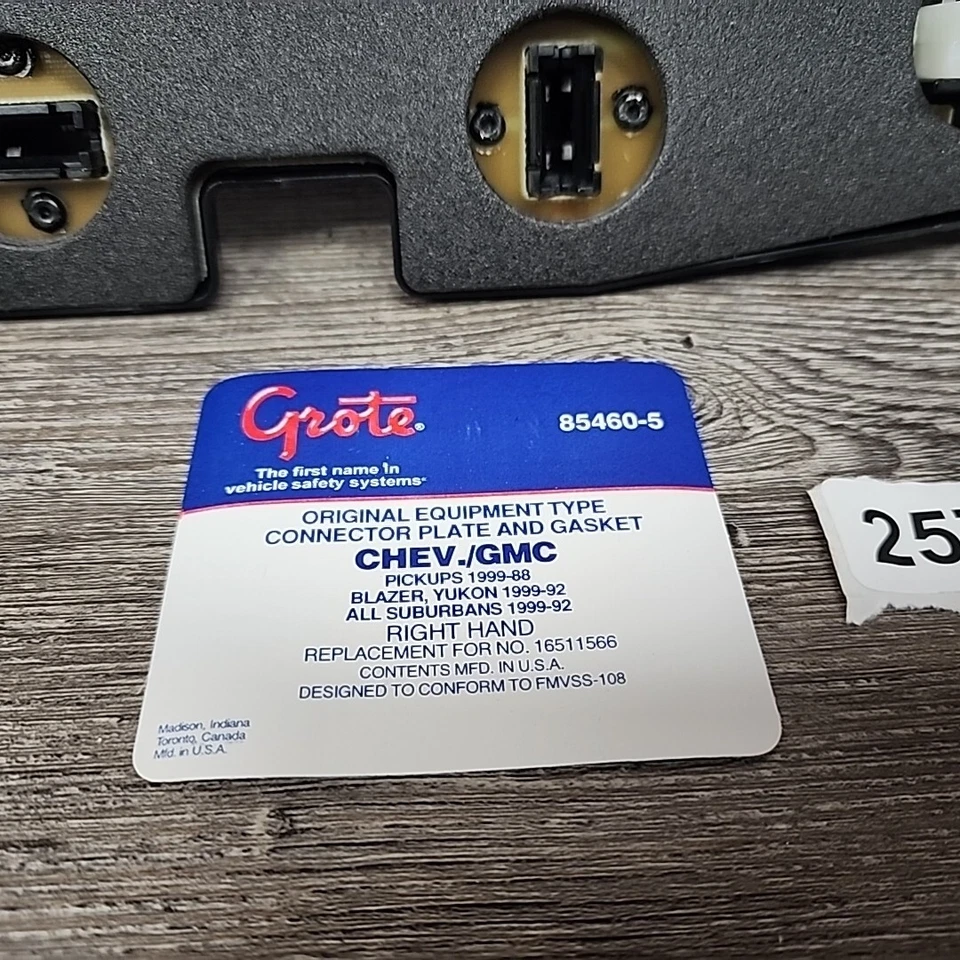 Grote®
85460-5
The first name in
vehicle safety systems
ORIGINAL EQUIPMENT TYPE
CONNECTOR PLATE AND GASKET
CHEV./GMC
PICKUPS 1999-88
BLAZER, YUKON 1999-92
ALL SUBURBANS 1999-92
RIGHT HAND
REPLACEMENT FOR NO. 16511566
CONTENTS MFD. IN U.S.A.
DESIGNED TO CONFORM TO FMVSS-108
Madison, Indiana
Toronto, Canada
Mfd. in U.S.A.